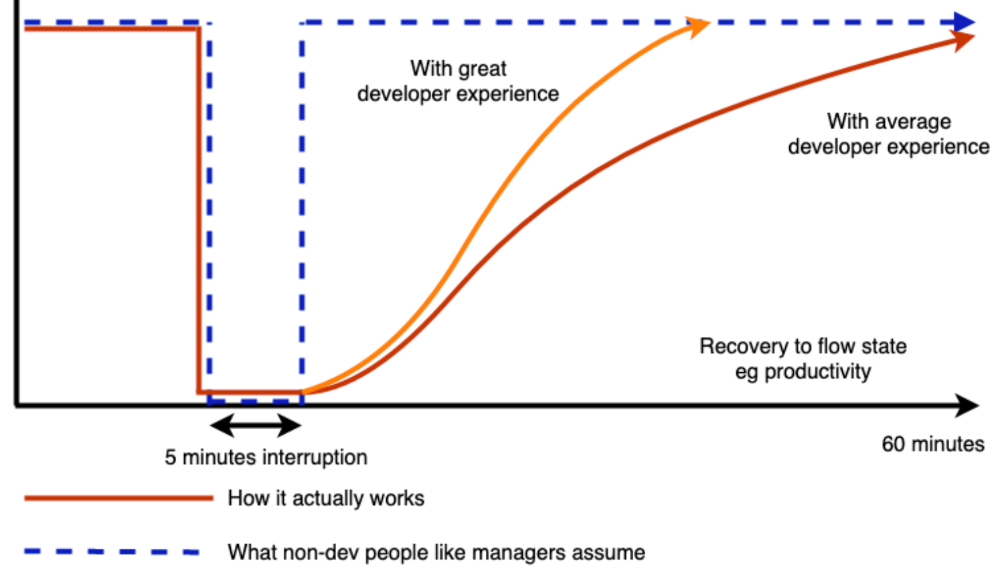 With great
developer experience
With average
developer experience
Recovery to flow state
eg productivity
60 minutes
5 minutes interruption
How it actually works
What non-dev people like managers assume